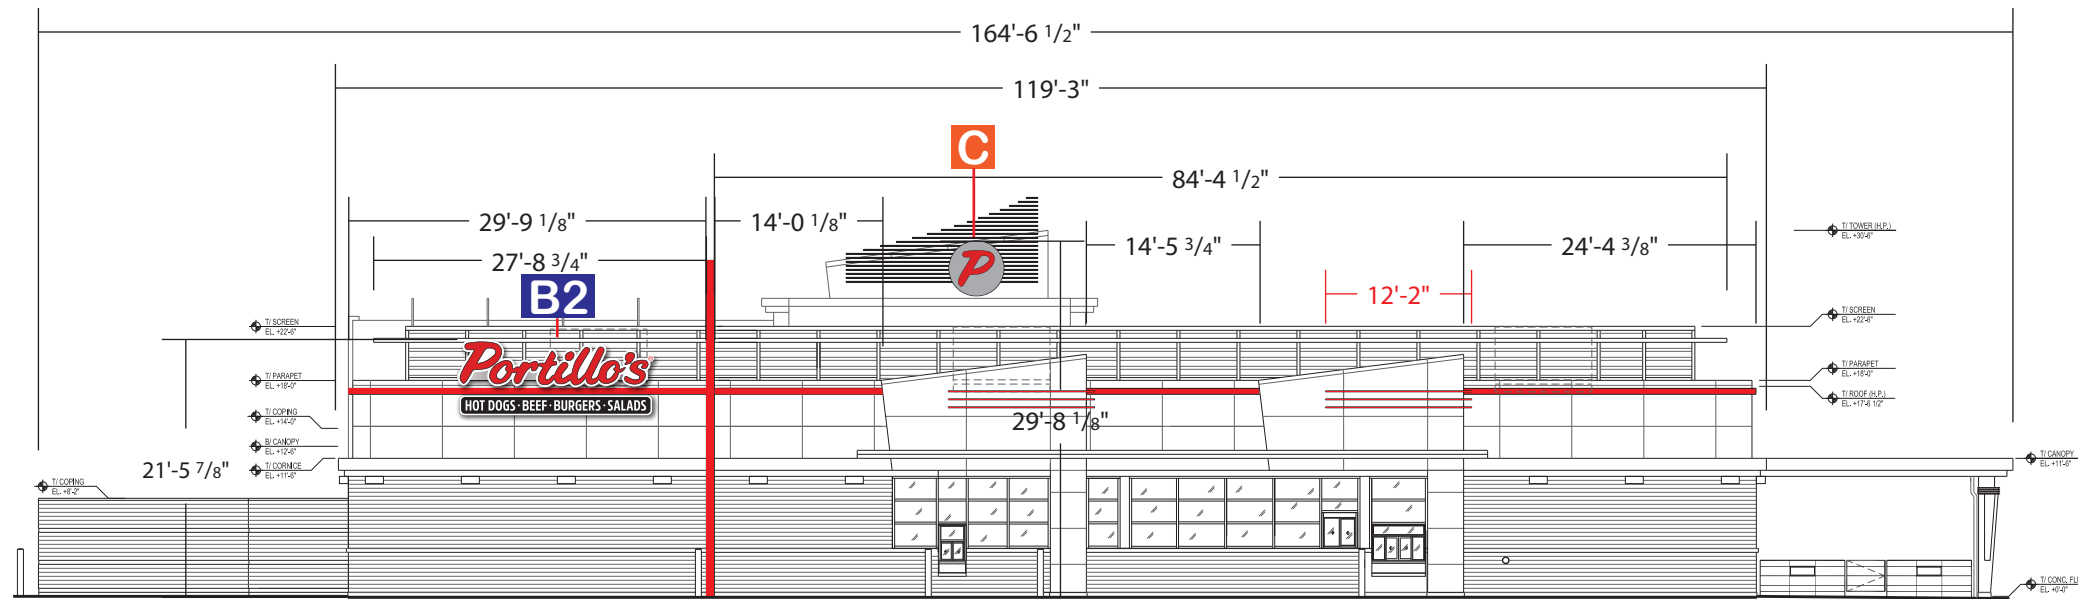 164'-6 1/2"
119'-3"
C
84'-4 1/2"
29'-9 1/8"
14'-0 1/8"
14'-5 3/4"
24'-4 3/8"
27'-8 3/4"
12'-2"
B2
P
T/ TOWER (H.P.)
EL. +30'-6"
T/ SCREEN
EL. +22'-6"
T/ SCREEN
EL. +22'-6"
Portillo's
HOT DOGS · BEEF · BURGERS · SALADS
T/ PARAPET
EL. +18'-0"
T/ PARAPET
EL. +18'-0"
T/ ROOF (H.P.)
EL. +17'-6 1/2"
T/ COPING
EL. +14'-0"
29'-8 1/8"
B/ CANOPY
EL. +12'-6"
21'-5 7/8"
T/ CORNICE
EL. +11'-6"
T/ CANOPY
EL. +11'-6"
T/ COPING
EL. +8'-2"
T/ CONC. FL
EL. +0'-0"